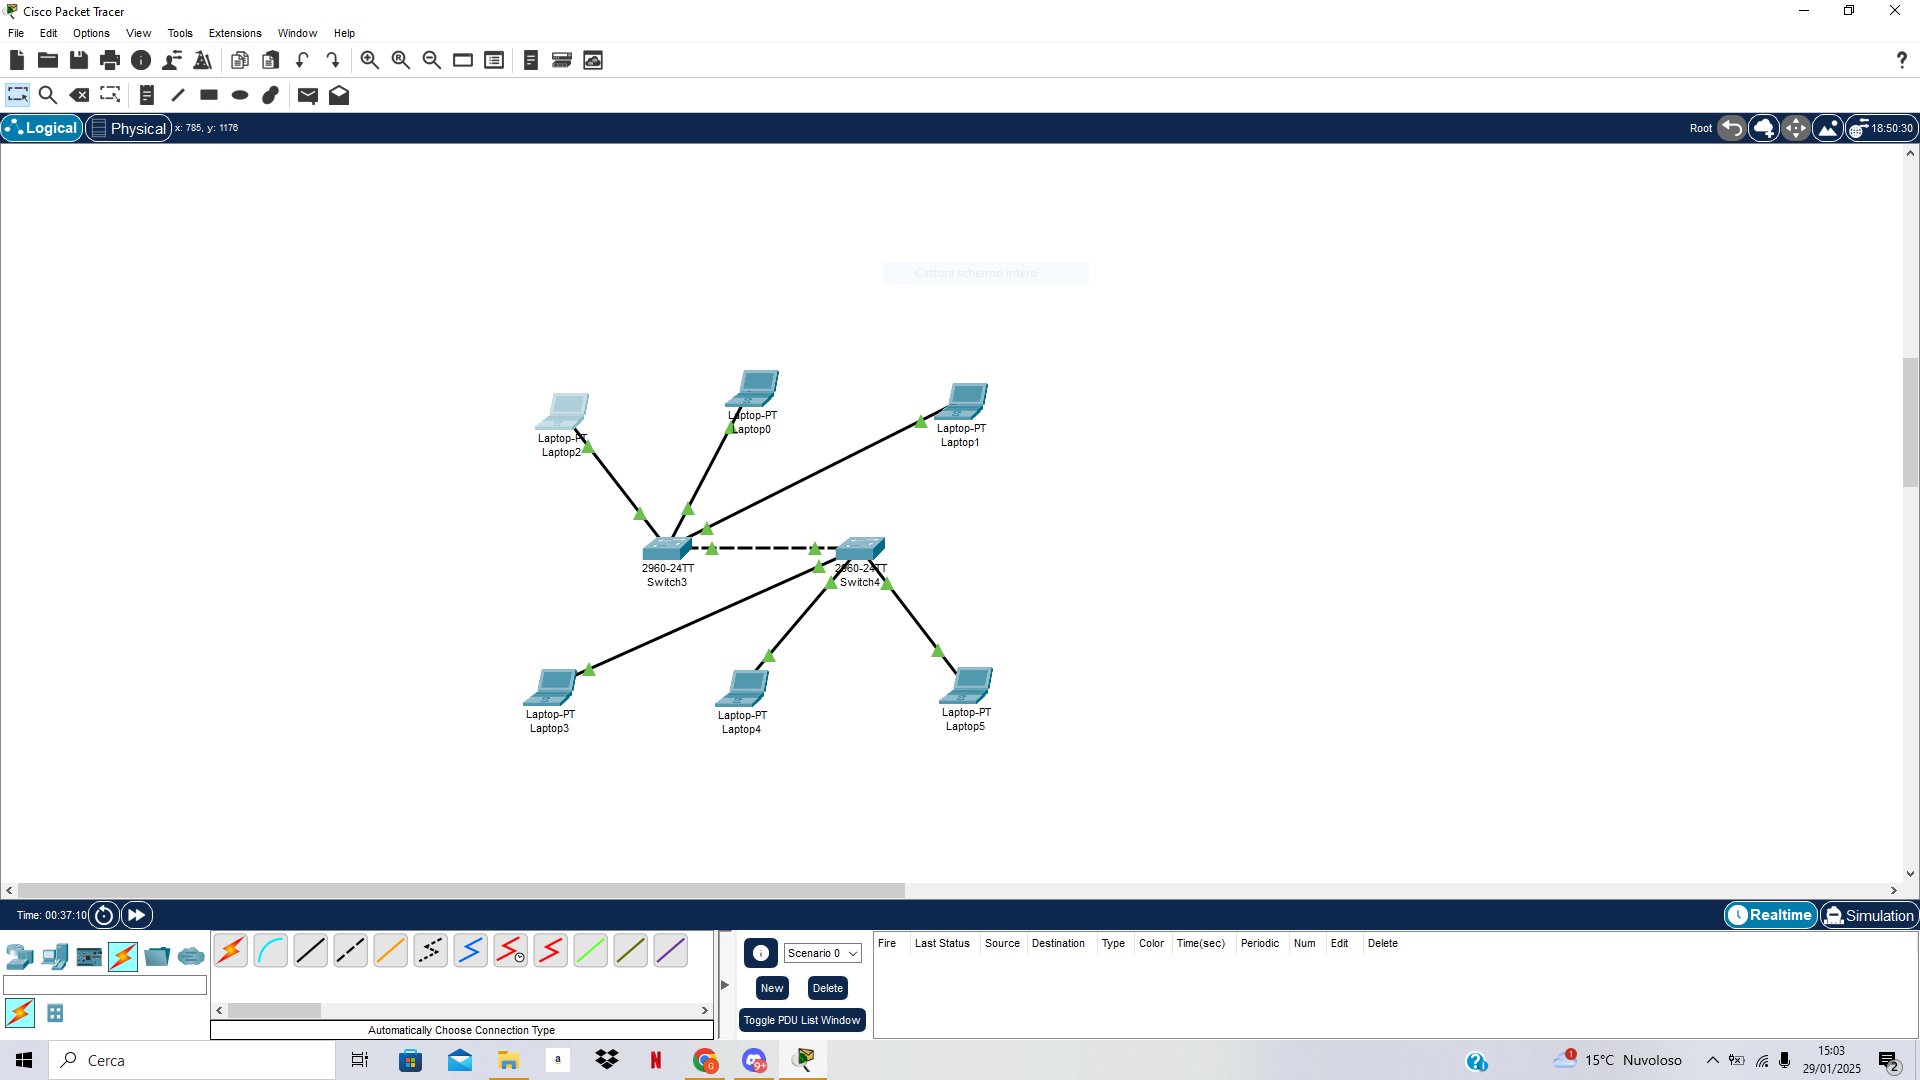 Cisco Packet Tracer
File Edit Options View Tools Extensions Window Help
Logical Physical x: 785, y: 1176 Root 18:50:30
Cattura schermo intero
Laptop-PT
Laptop0
Laptop-PT
Laptop1
Laptop-PT
Laptop2
2960-24TT
Switch3
2960-24TT
Switch4
Laptop-PT
Laptop3
Laptop-PT
Laptop4
Laptop-PT
Laptop5
Time: 00:37:10 Realtime Simulation
Scenario 0
New Delete
Toggle PDU List Window
Fire Last Status Source Destination Type Color Time(sec) Periodic Num Edit Delete
Automatically Choose Connection Type
Cerca
a
N
G
9+
1
15°C Nuvoloso
15:03
29/01/2025
2